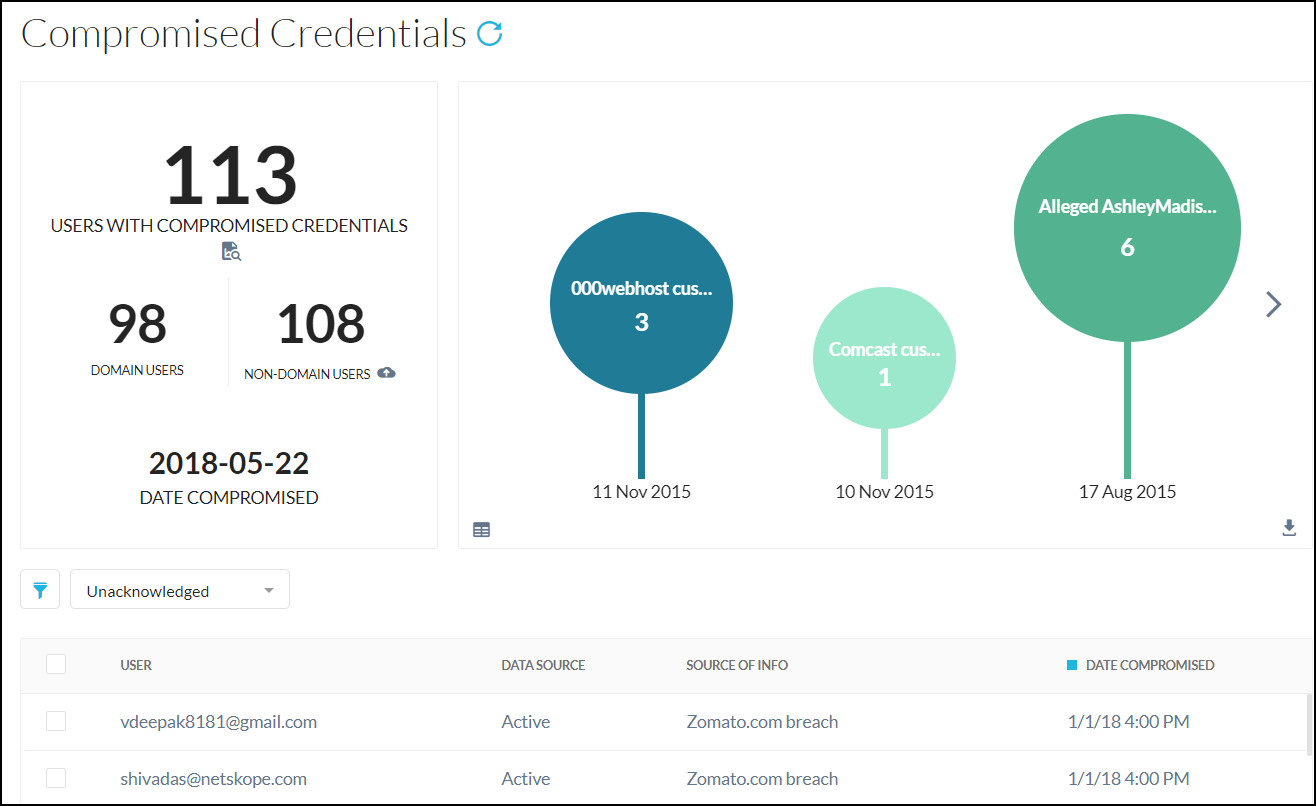 Compromised Credentials
113
USERS WITH COMPROMISED CREDENTIALS
98
DOMAIN USERS
108
NON-DOMAIN USERS
2018-05-22
DATE COMPROMISED
000webhost cus...
3
11 Nov 2015
Comcast cus...
1
10 Nov 2015
Alleged AshleyMadis...
6
17 Aug 2015
Unacknowledged
USER DATA SOURCE SOURCE OF INFO DATE COMPROMISED
vdeepak8181@gmail.com Active Zomato.com breach 1/1/18 4:00 PM
shivadas@netskope.com Active Zomato.com breach 1/1/18 4:00 PM